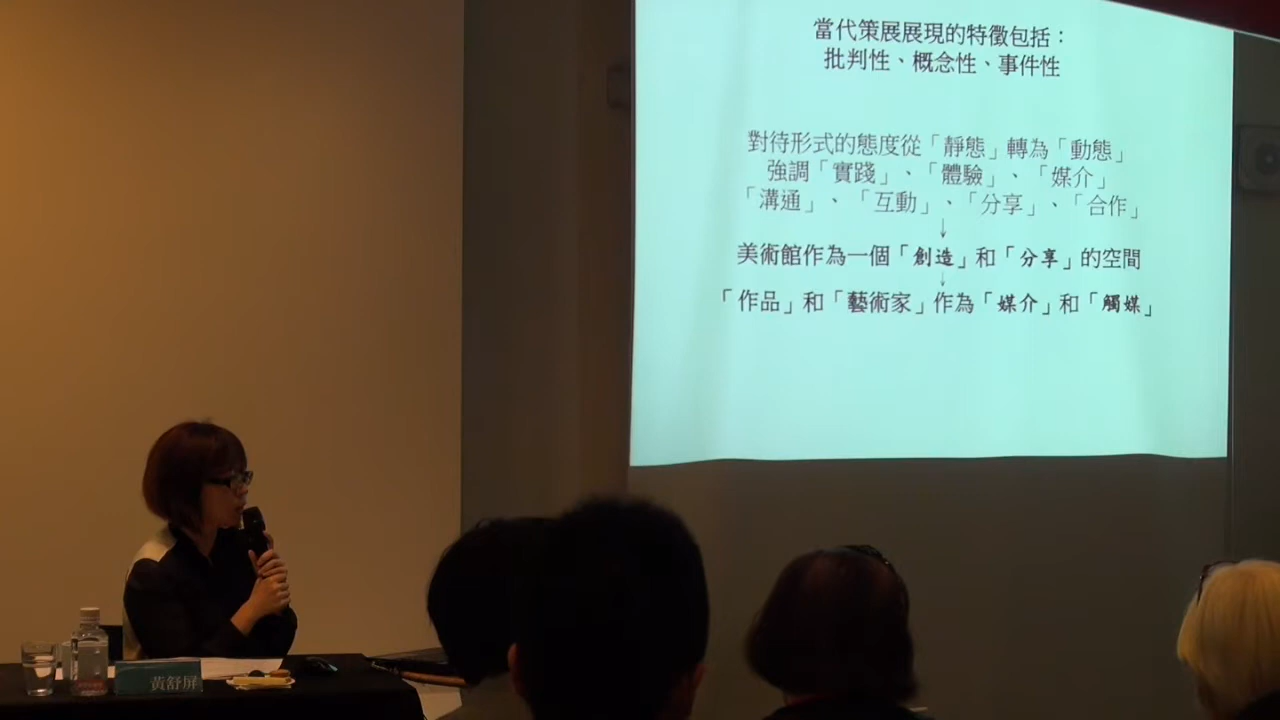 當代策展展現的特徵包括：
批判性、概念性、事件性
對待形式的態度從「靜態」轉為「動態」
強調「實踐」、「體驗」、「媒介」
「溝通」、「互動」、「分享」、「合作」
↓
美術館作為一個「創造」和「分享」的空間
↓
「作品」和「藝術家」作為「媒介」和「觸媒」
黃舒屏